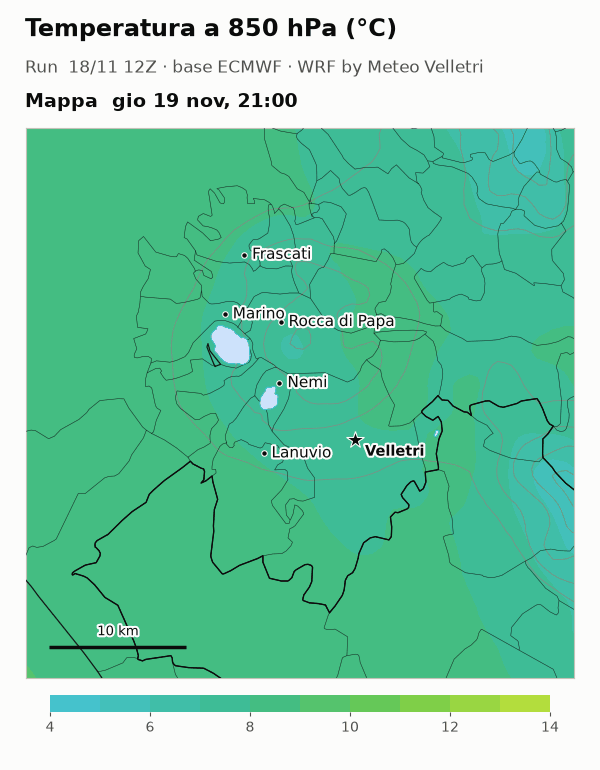 Temperatura a 850 hPa (°C)
Run  18/11 12Z · base ECMWF · WRF by Meteo Velletri
Mappa  gio 19 nov, 21:00
Frascati
Marino
Rocca di Papa
Nemi
Velletri
Lanuvio
10 km
4 6 8 10 12 14